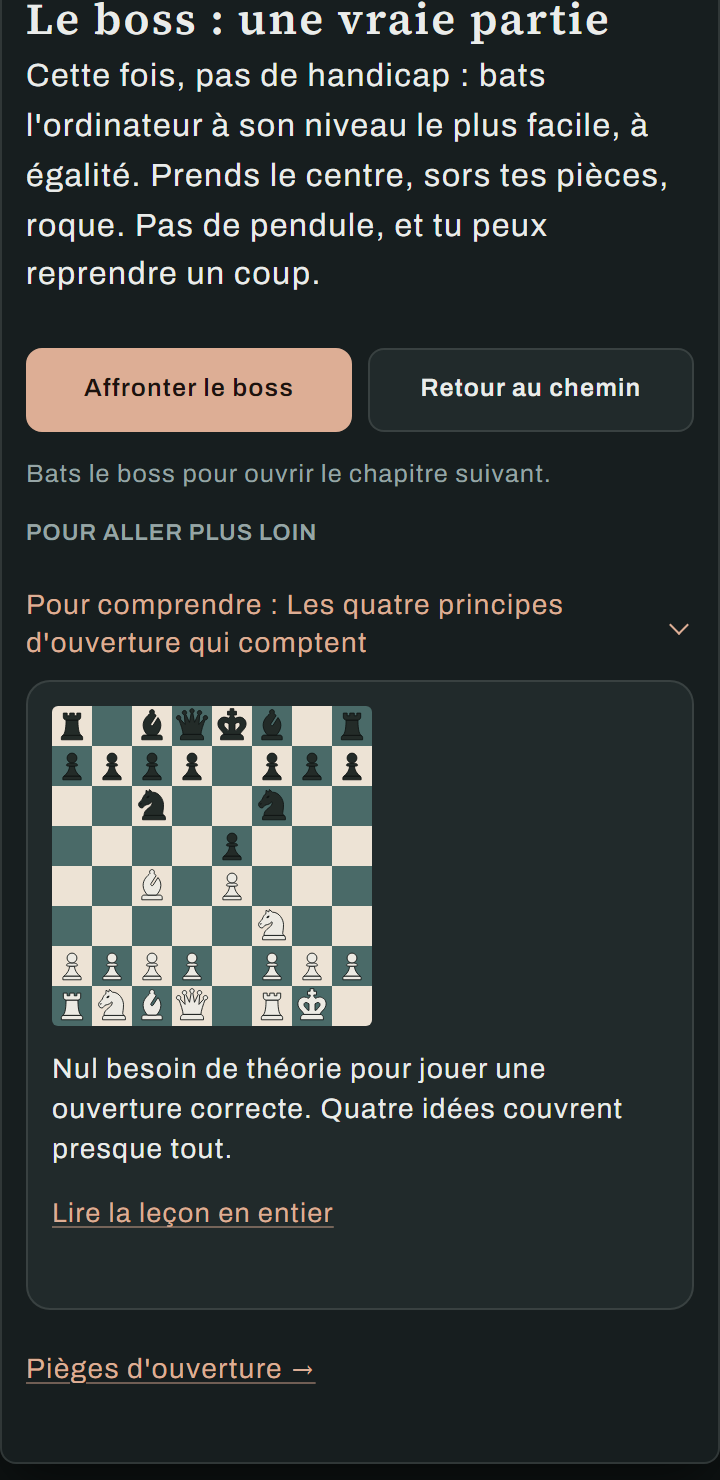 Le boss : une vraie partie
Cette fois, pas de handicap : bats
l'ordinateur à son niveau le plus facile, à
égalité. Prends le centre, sors tes pièces,
roque. Pas de pendule, et tu peux
reprendre un coup.
Affronter le boss
Retour au chemin
Bats le boss pour ouvrir le chapitre suivant.
POUR ALLER PLUS LOIN
Pour comprendre : Les quatre principes
d'ouverture qui comptent
Nul besoin de théorie pour jouer une
ouverture correcte. Quatre idées couvrent
presque tout.
Lire la leçon en entier
Pièges d'ouverture →